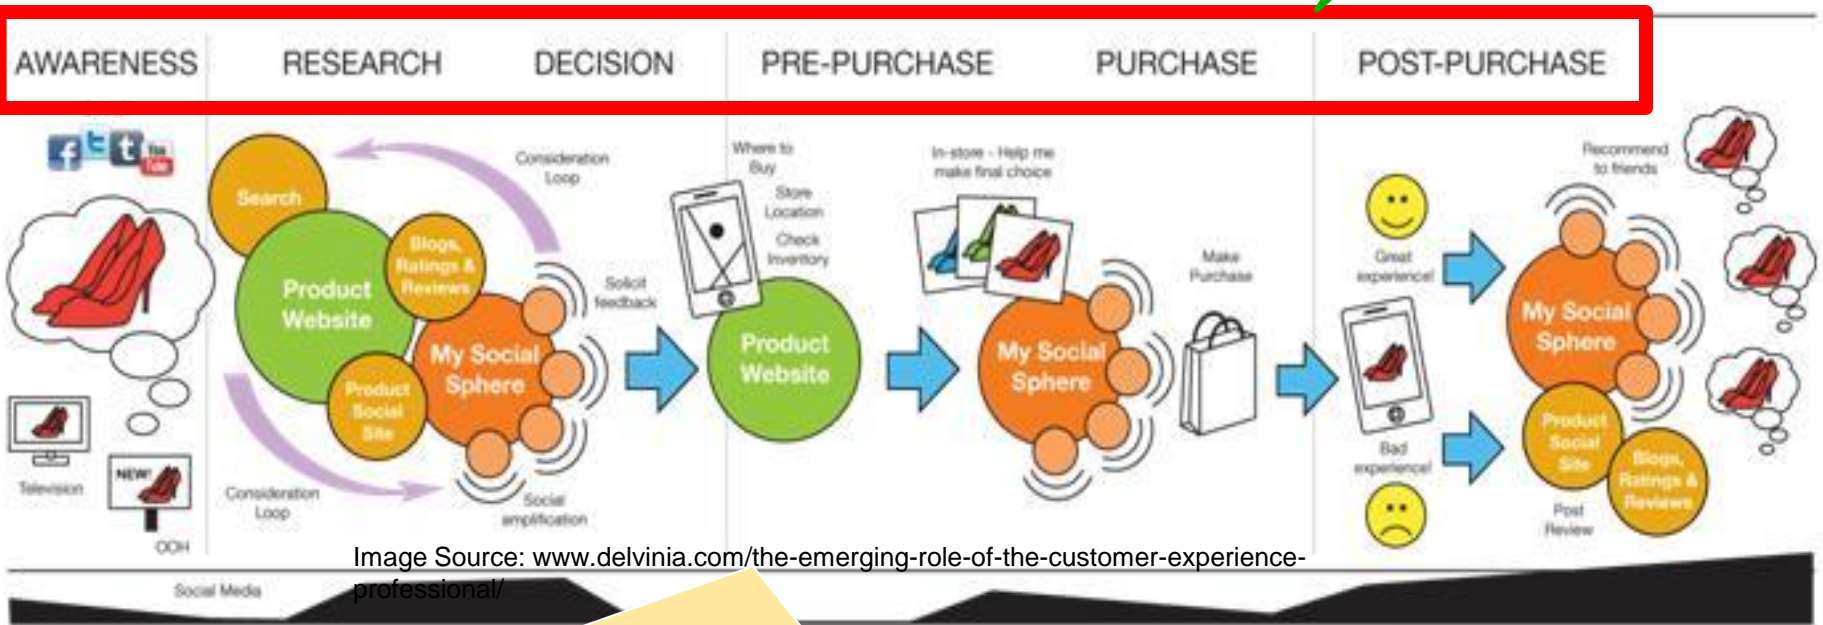 AWARENESS
RESEARCH
DECISION
PRE-PURCHASE
PURCHASE
POST-PURCHASE
f t t You
Tube
Television
NEW!
OOH
Search
Product
Website
Blogs,
Ratings &
Reviews
Product
Social
Site
My Social
Sphere
Consideration
Loop
Solicit
feedback
Consideration
Loop
Social
amplification
Where to
Buy
Store
Location
Check
Inventory
Product
Website
In-store - Help me
make final choice
My Social
Sphere
Make
Purchase
Great
experience!
Bad
experience!
Recommend
to friends
My Social
Sphere
Product
Social
Site
Blogs,
Ratings &
Reviews
Post
Review
Image Source: www.delvinia.com/the-emerging-role-of-the-customer-experience-
professional/
Social Media